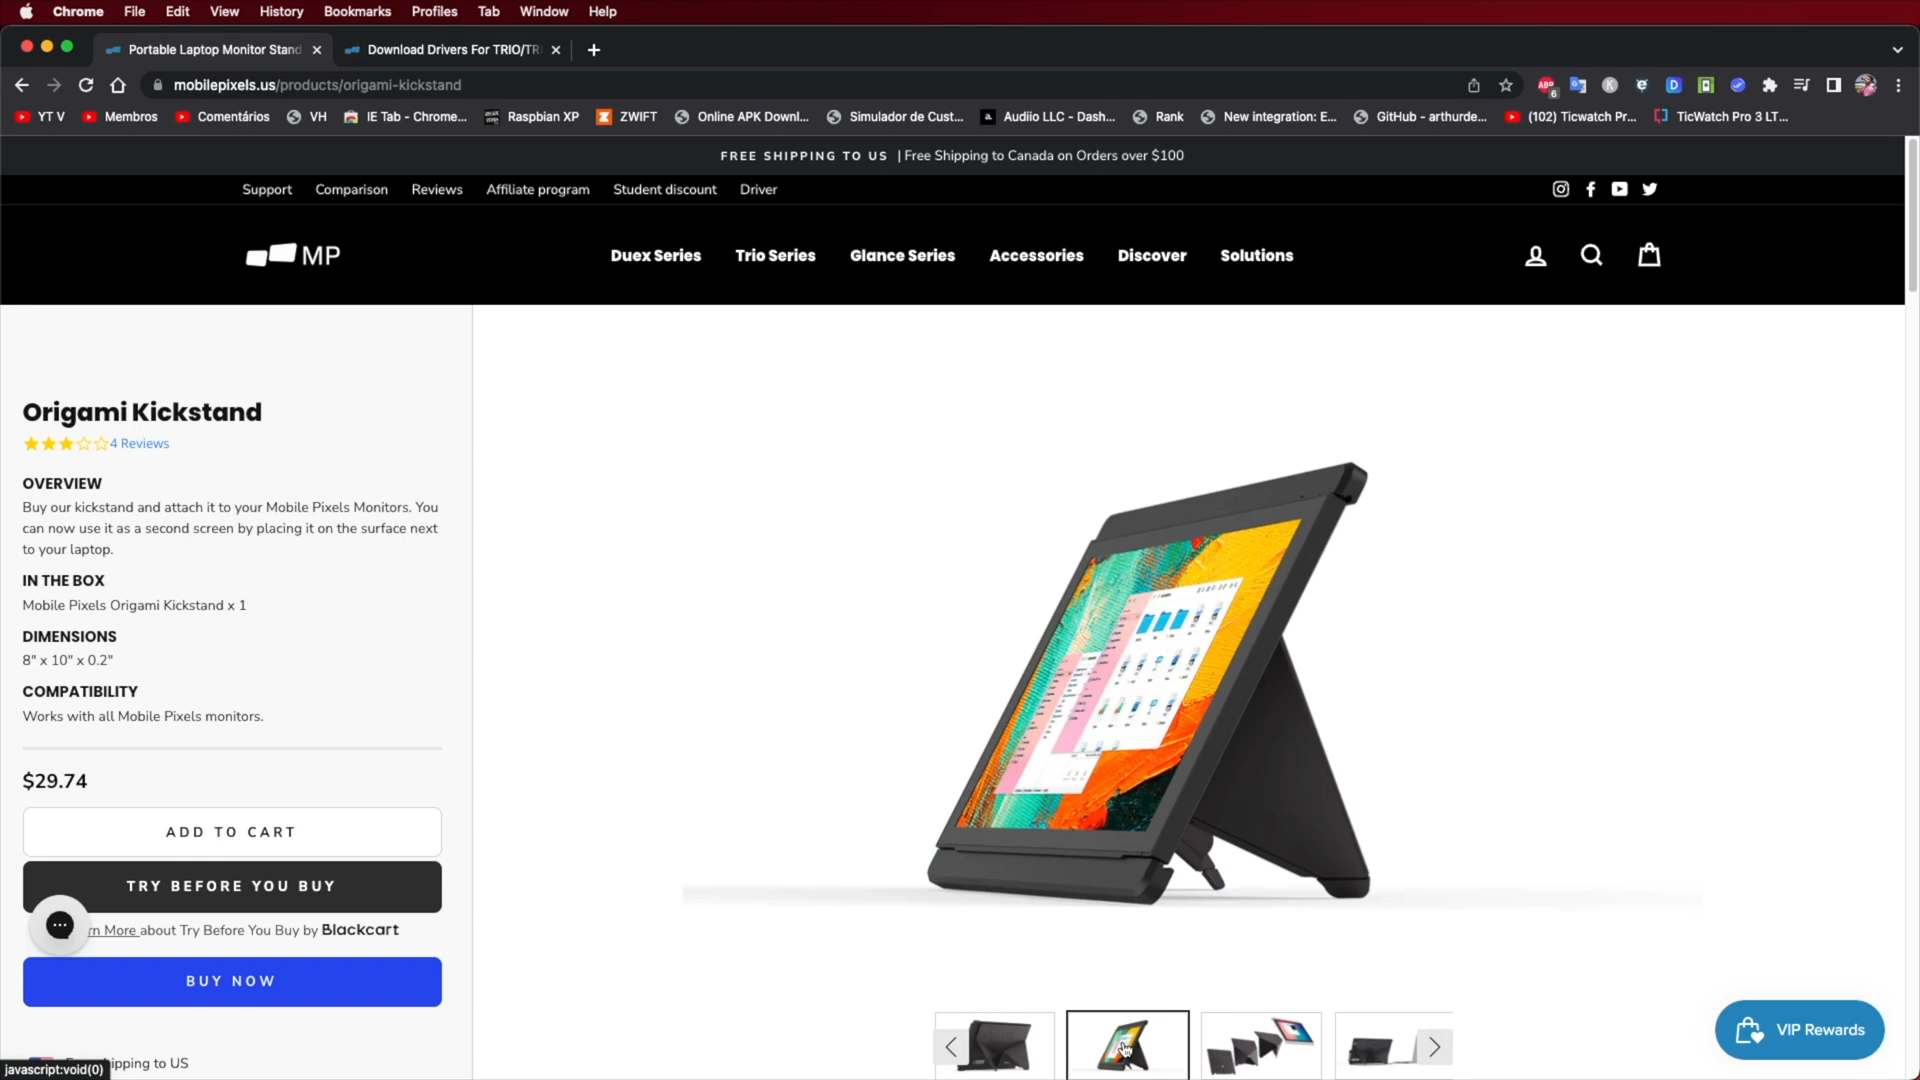 Chrome File Edit View History Bookmarks Profiles Tab Window Help
Portable Laptop Monitor Stand Download Drivers For TRIO/TR
mobilepixels.us/products/origami-kickstand
YT V Membros Comentários VH IE Tab - Chrome... Raspbian XP ZWIFT Online APK Downl... Simulador de Cust... Audiio LLC - Dash... Rank New integration: E... GitHub - arthurde... (102) Ticwatch Pr... TicWatch Pro 3 LT...
FREE SHIPPING TO US | Free Shipping to Canada on Orders over $100
Support Comparison Reviews Affiliate program Student discount Driver
MP Duex Series Trio Series Glance Series Accessories Discover Solutions
Origami Kickstand
4 Reviews
OVERVIEW
Buy our kickstand and attach it to your Mobile Pixels Monitors. You
can now use it as a second screen by placing it on the surface next
to your laptop.
IN THE BOX
Mobile Pixels Origami Kickstand x 1
DIMENSIONS
8" x 10" x 0.2"
COMPATIBILITY
Works with all Mobile Pixels monitors.
$29.74
ADD TO CART
TRY BEFORE YOU BUY
rn More about Try Before You Buy by Blackcart
BUY NOW
VIP Rewards
ipping to US
javascript:void(0)